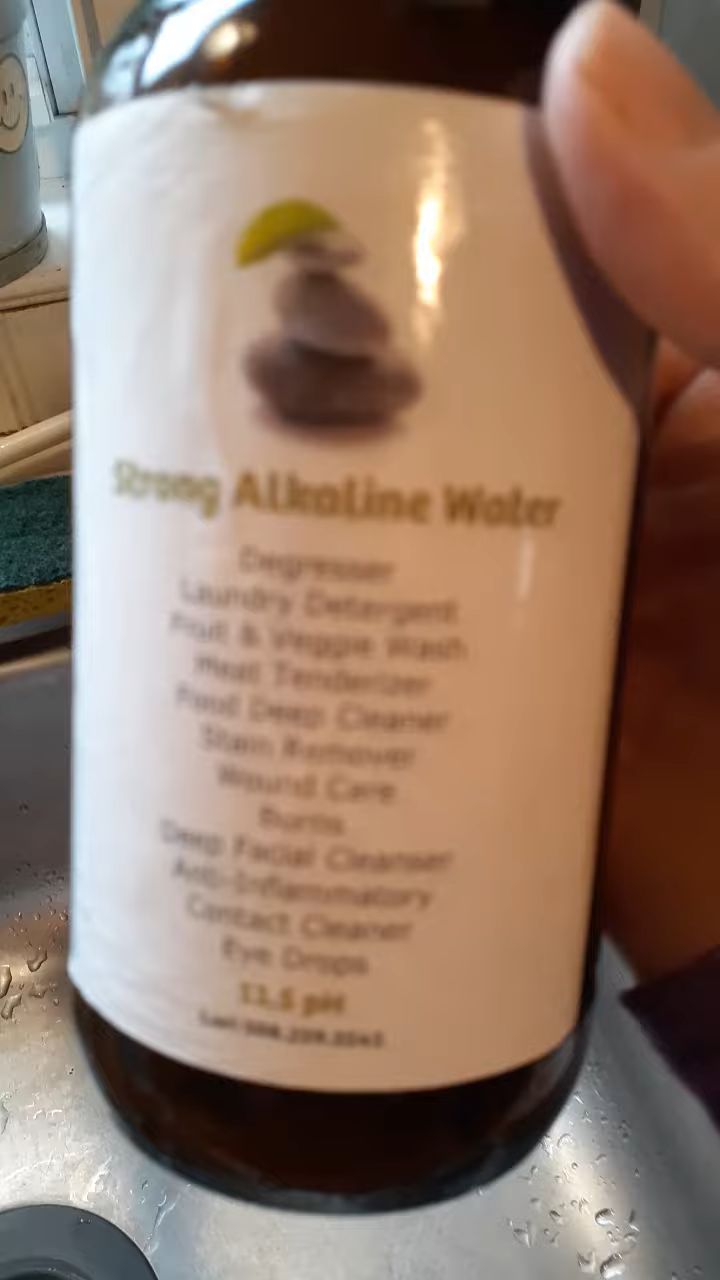 Strong Alkaline Water
Degreaser
Laundry Detergent
Fruit & Veggie Wash
Meat Tenderizer
Food Deep Cleaner
Stain Remover
Wound Care
Burns
Deep Facial Cleanser
Anti-Inflammatory
Contact Cleaner
Eye Drops
11.5 pH